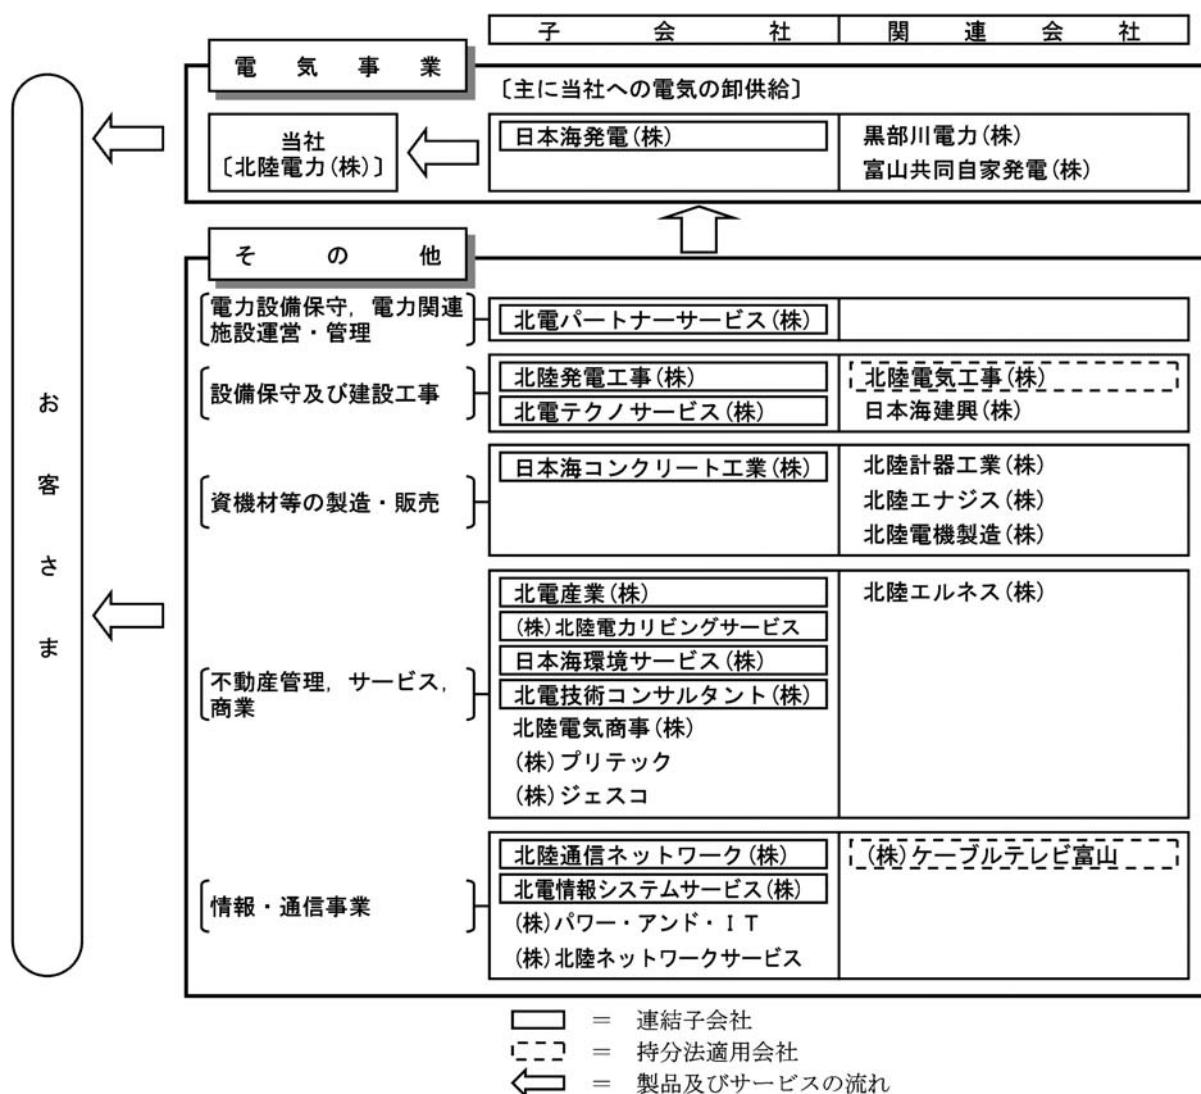 子会社 関連会社
電気事業
〔主に当社への電気の卸供給〕
当社
〔北陸電力(株)〕
日本海発電(株)
黒部川電力(株)
富山共同自家発電(株)
その他
電力設備保守，電力関連
施設運営・管理
北電パートナーサービス(株)
設備保守及び建設工事
北陸発電工事(株)
北電テクノサービス(株)
北陸電気工事(株)
日本海建興(株)
資機材等の製造・販売
日本海コンクリート工業(株)
北陸計器工業(株)
北陸エナジス(株)
北陸電機製造(株)
不動産管理，サービス，
商業
北電産業(株)
(株)北陸電力リビングサービス
日本海環境サービス(株)
北電技術コンサルタント(株)
北陸電気商事(株)
(株)プリテック
(株)ジェスコ
北陸エルネス(株)
情報・通信事業
北陸通信ネットワーク(株)
北電情報システムサービス(株)
(株)パワー・アンド・ＩＴ
(株)北陸ネットワークサービス
(株)ケーブルテレビ富山
お客さま
＝ 連結子会社
＝ 持分法適用会社
＝ 製品及びサービスの流れ